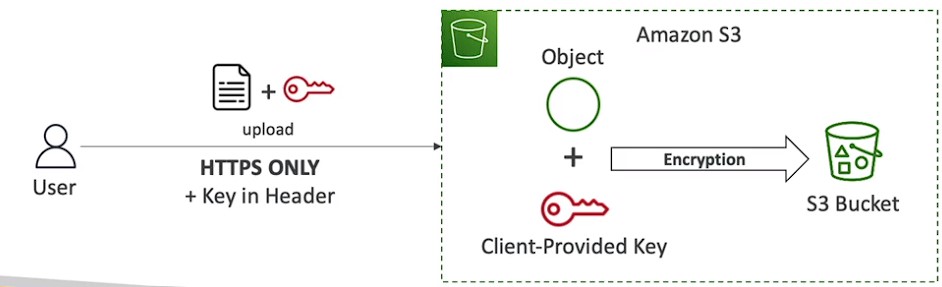 Amazon S3
Object
upload
HTTPS ONLY
+ Key in Header
User
+
+
Encryption
S3 Bucket
Client-Provided Key